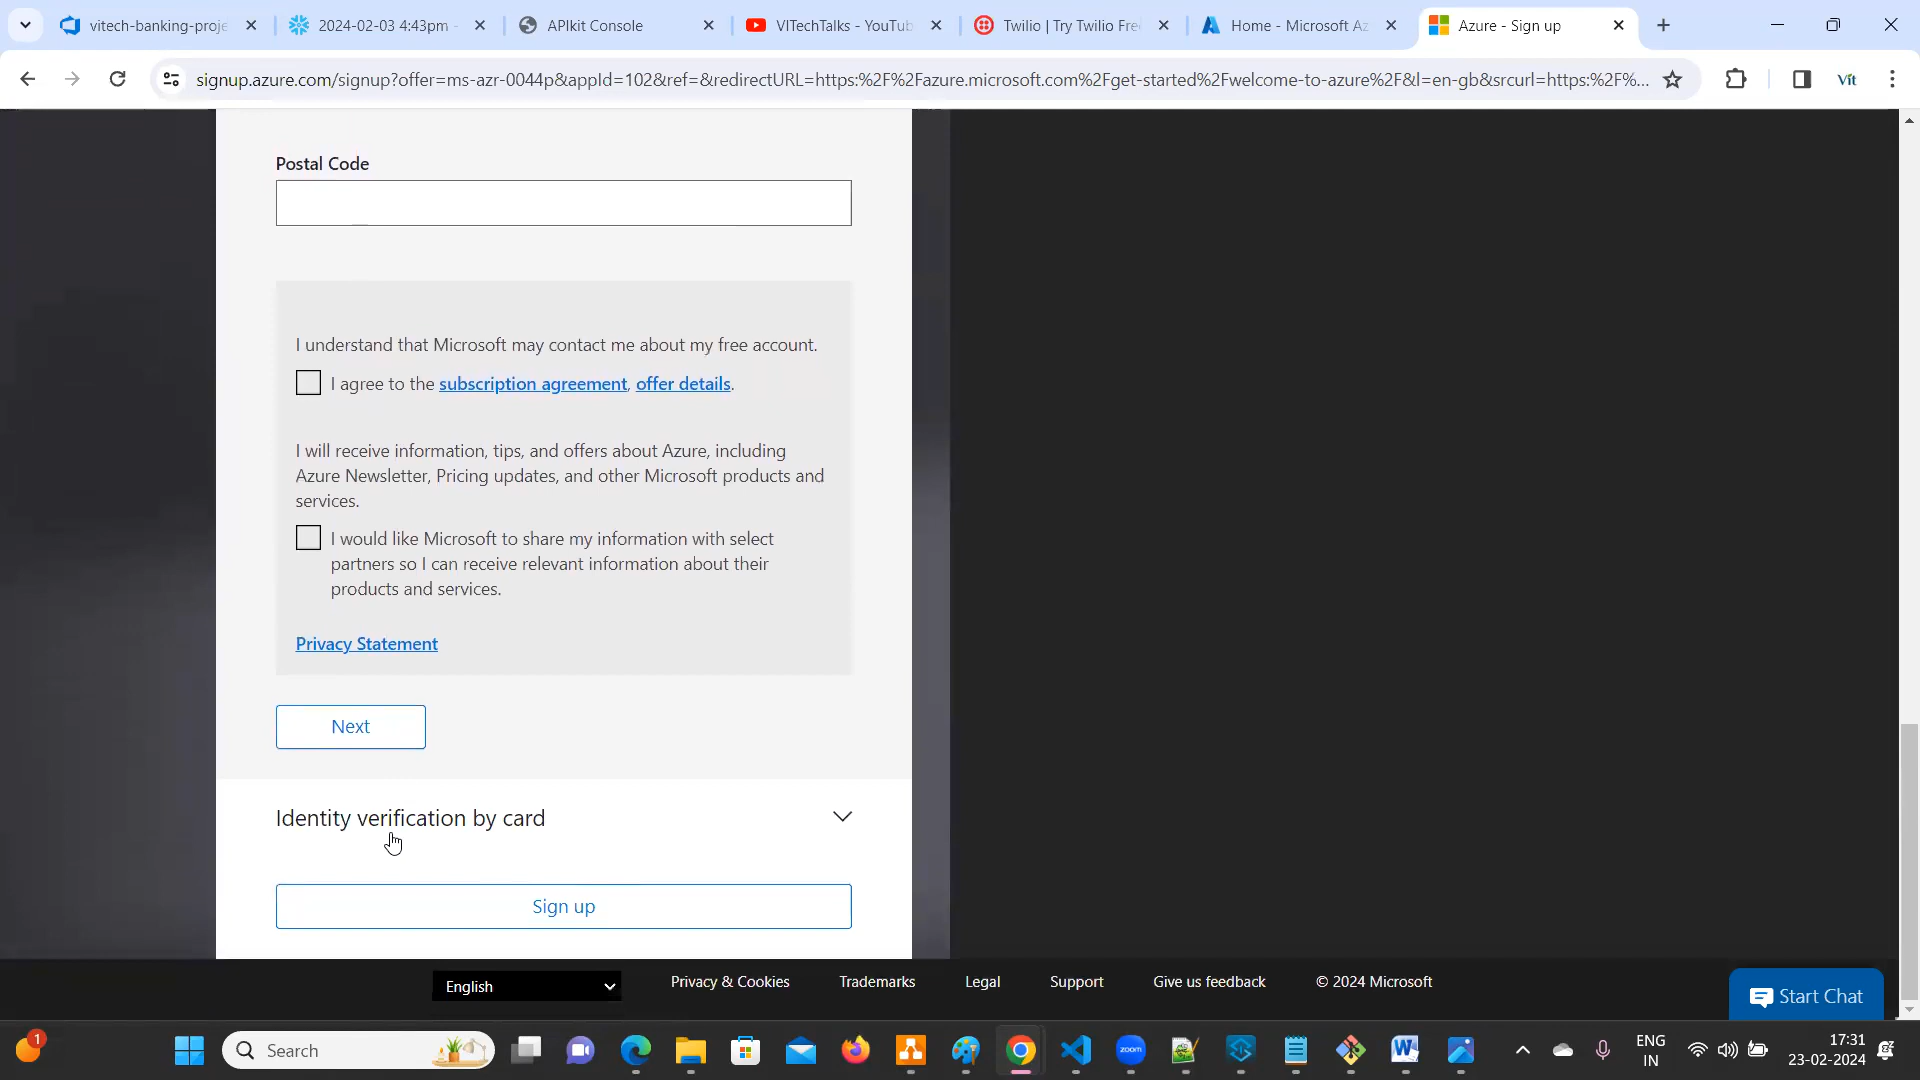 vitech-banking-proje
2024-02-03 4:43pm -
APIkit Console
VITechTalks - YouTub
Twilio | Try Twilio Fre
Home - Microsoft Az
Azure - Sign up
signup.azure.com/signup?offer=ms-azr-0044p&appId=102&ref=&redirectURL=https:%2F%2Fazure.microsoft.com%2Fget-started%2Fwelcome-to-azure%2F&l=en-gb&srcurl=https:%2F%...
Vit
Postal Code
I understand that Microsoft may contact me about my free account.
I agree to the subscription agreement, offer details.
I will receive information, tips, and offers about Azure, including
Azure Newsletter, Pricing updates, and other Microsoft products and
services.
I would like Microsoft to share my information with select
partners so I can receive relevant information about their
products and services.
Privacy Statement
Next
Identity verification by card
Sign up
English
Privacy & Cookies
Trademarks
Legal
Support
Give us feedback
© 2024 Microsoft
Start Chat
1
Search
zoom
ENG
IN
17:31
23-02-2024